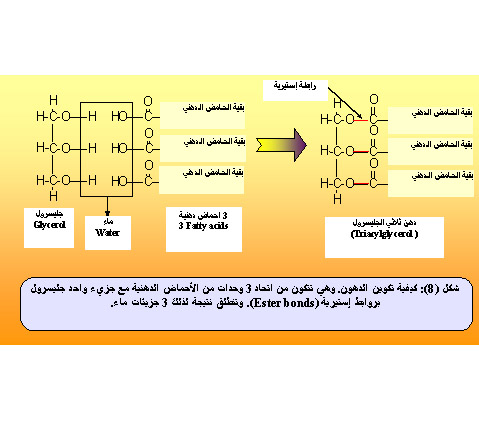 رابطة إستيرية
H
H
O
O
H-C-O-H
HO-C
بقية الحامض الدهني
H-C-O-C
بقية الحامض الدهني
O
O
H-C-O-H
HO-C
بقية الحامض الدهني
H-C-O-C
بقية الحامض الدهني
O
O
H-C-O-H
HO-C
بقية الحامض الدهني
H-C-O-C
بقية الحامض الدهني
H
H
جليسرول
Glycerol
ماء
Water
3 احماض دهنية
3 Fatty acids
دهن ثلاثي الجليسرول
(Triacylglycerol)
شكل (8): كيفية تكوين الدهون. وهي تتكون من اتحاد 3 وحدات من الأحماض الدهنية مع جزيء واحد جليسرول
بروابط إستيرية (Ester bonds). وتنطلق نتيجة لذلك 3 جزيئات ماء.